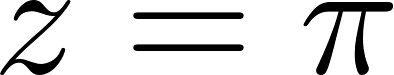 z = π